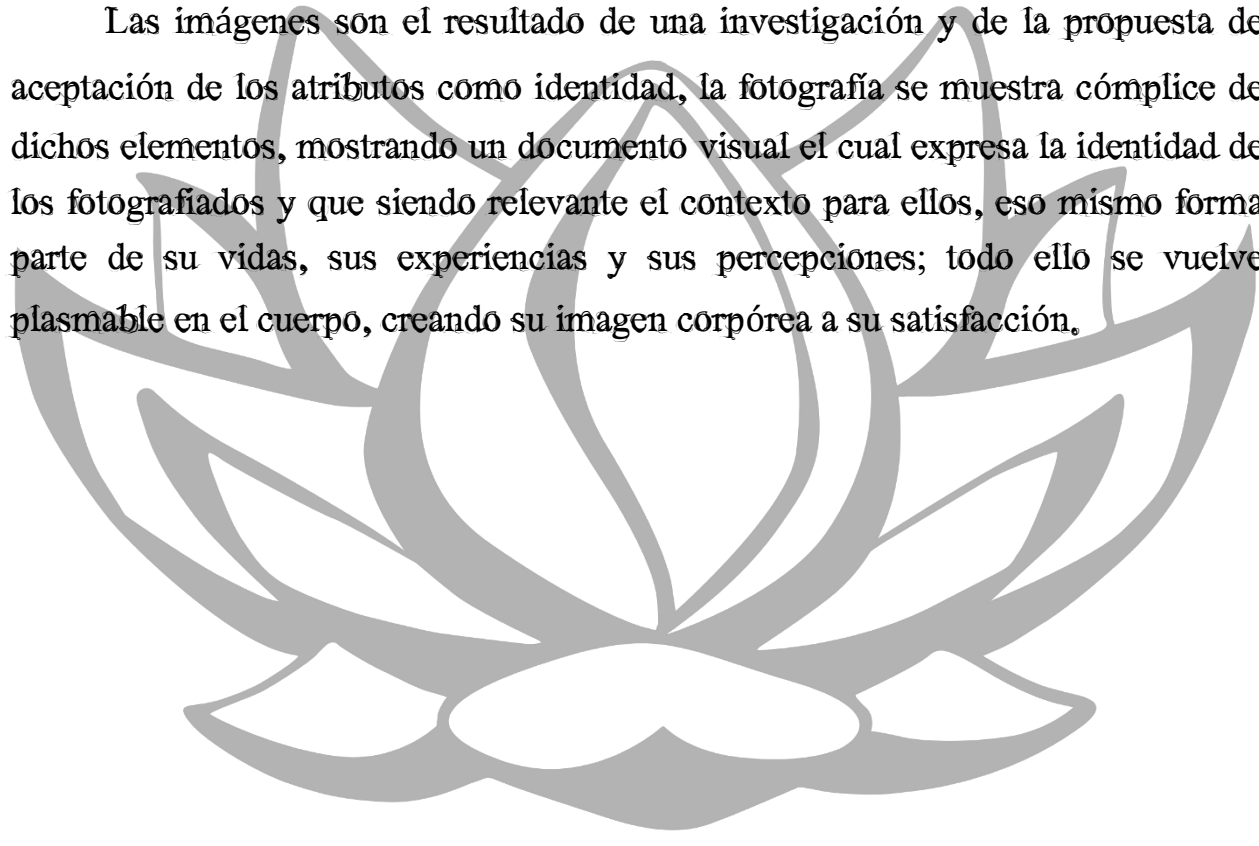 Las imágenes son el resultado de una investigación y de la propuesta de
aceptación de los atributos como identidad, la fotografía se muestra cómplice de
dichos elementos, mostrando un documento visual el cual expresa la identidad de
los fotografiados y que siendo relevante el contexto para ellos, eso mismo forma
parte de su vidas, sus experiencias y sus percepciones; todo ello se vuelve
plasmable en el cuerpo, creando su imagen corpórea a su satisfacción.